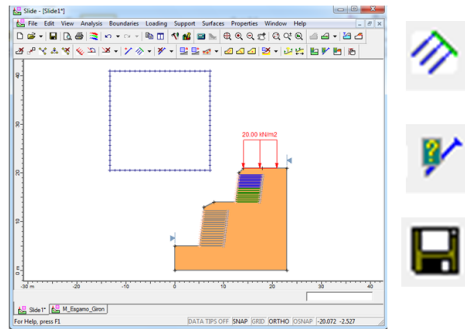 Slide - [Slide1*]
File Edit View Analysis Boundaries Loading Support Surfaces Properties Window Help
40
30
20
10
0 m
20.00 kN/m2
-30 m -20 -10 0 10 20 30 40
Slide1* M_Esgamo_Giron
For Help, press F1 DATA TIPS OFF SNAP GRID ORTHO OSNAP -20.072 -2.527